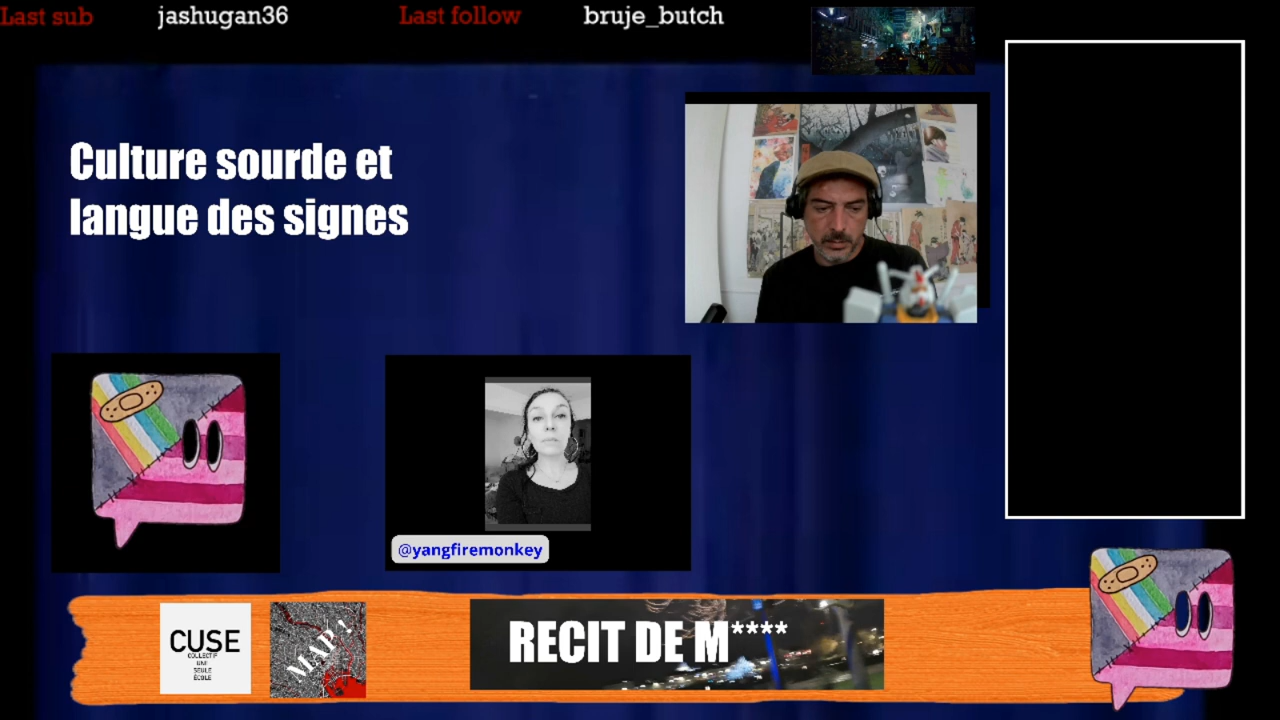 Last sub jashugan36 Last follow bruje_butch
Culture sourde et
langue des signes
@yangfiremonkey
CUSE
COLLECTIF
UNE
SEULE
ÉCOLE
MAP !
RECIT DE M****